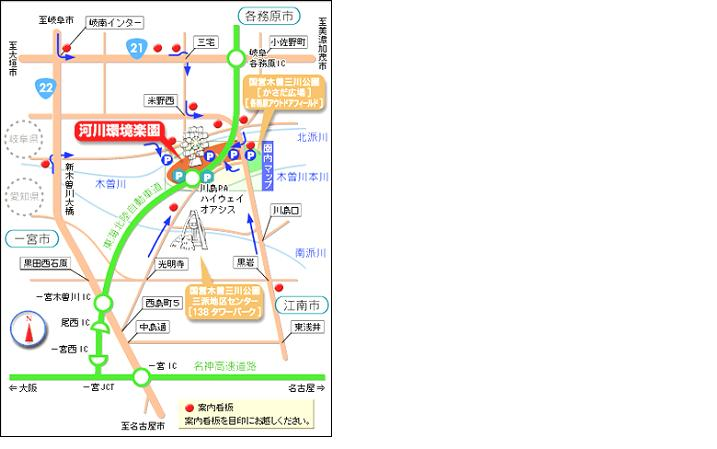 至岐阜市
岐南インター
各務原市
至美濃加茂市
至大垣市
21
三宅
小佐野町
岐阜
各務原IC
22
国営木曽三川公園
[かさだ広場]
[各務原アウトドアフィールド]
米野西
河川環境楽園
岐阜県
北派川
P
P
P
P
園内マップ
新木曽川大橋
木曽川
P
P
木曽川本川
愛知県
川島PA
ハイウェイ
オアシス
東海北陸自動車道
川島口
一宮市
南派川
黒田西石原
光明寺
黒岩
国営木曽三川公園
三派地区センター
[138タワーパーク]
一宮木曽川IC
西島町5
江南市
尾西IC
中島通
東浅井
N
一宮西IC
一宮IC
名神高速道路
⇐大阪
一宮JCT
名古屋⇒
案内看板
案内看板を目印にお越しください。
至名古屋市